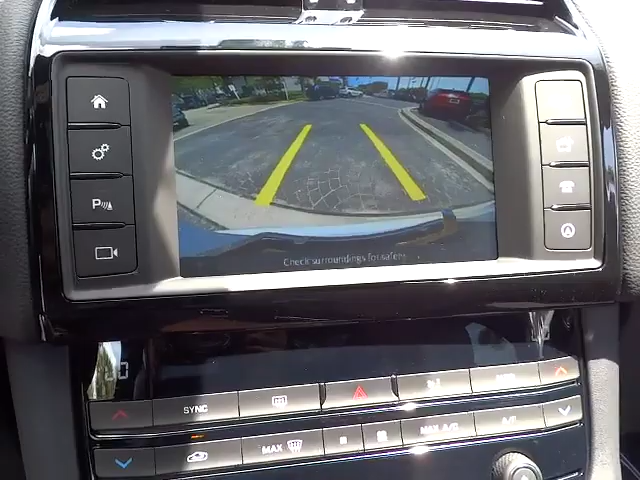 P
Check surroundings for safety
SYNC
MAX A/C
A/C
MAX